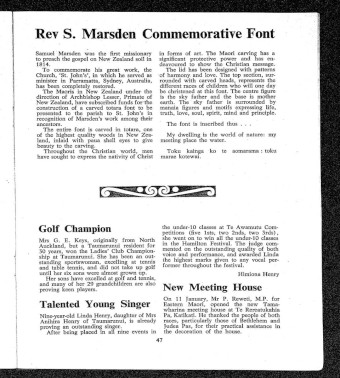 Rev S. Marsden Commemorative Font
Samuel Marsden was the first missionary
to preach the gospel on New Zealand soil in
1814.
To commemorate his great work, the
Church, 'St. John's', in which he served as
minister in Parramatta, Sydney, Australia,
has been completely restored.
The Maoris in New Zealand under the
direction of Archbishop Lesser, Primate of
New Zealand, have subscribed funds for the
construction of a carved totara font to be
presented to the parish to St. John's in
recognition of Marsden's work among their
ancestors.
The entire font is carved in totara, one
of the highest quality woods in New Zea-
land, inlaid with paua shell eyes to give
beauty to the carving.
Throughout the Christian world, men
have sought to express the nativity of Christ
in forms of art. The Maori carving has a
significant protective power and has en-
deavoured to show the Christian message.
The lid has been designed with patterns
of harmony and love. The top section, sur-
rounded with carved heads, represents the
different races of children who will one day
be christened at this font. The centre figure
is the sky father and the base is mother
earth. The sky father is surrounded by
manaia figures and motifs expressing life,
truth, love, soul, spirit, mind and principle.
The font is inscribed thus . . .
My dwelling is the world of nature: my
meeting place the water.
Toku kainga ko te
marae kotawai.
Golf Champion
Mrs G. E. Keys, originally from North
Auckland, but a Taumarunui resident for
50 years, won the Ladies' Club Champion-
ship at Taumarunui. She has been an out-
standing sportswoman, excelling at tennis
and table tennis, and did not take up golf
until her six sons were almost grown up.
Her sons have excelled at golf and tennis,
and many of her 29 grandchildren are also
proving keen players.
Talented Young Singer
Nine-year-old Linda Henry, daughter of Mrs
Anihira Henry of Taumarunui, is already
proving an outstanding singer.
After being placed in all nine events in
the under-10 classes at Te Awamutu Com-
petitions (five 1sts, two 2nds, two 3rds),
she went on to win all the under-10 classes
in the Hamilton Festival. The judge com-
mented on the outstanding quality of both
voice and performance, and awarded Linda
the highest marks given to any vocal per-
former throughout the festival.
Hinitona Henry
New Meeting House
On 11 January, Mr P. Reweti, M.P. for
Eastern Maori, opened the new Tama-
wharina meeting house at Te Rereatukahia
Pa, Katikati. He thanked the people of both
races, particularly those of Bethlehem and
Judea Pas, for their practical assistance in
the decoration of the house.
47